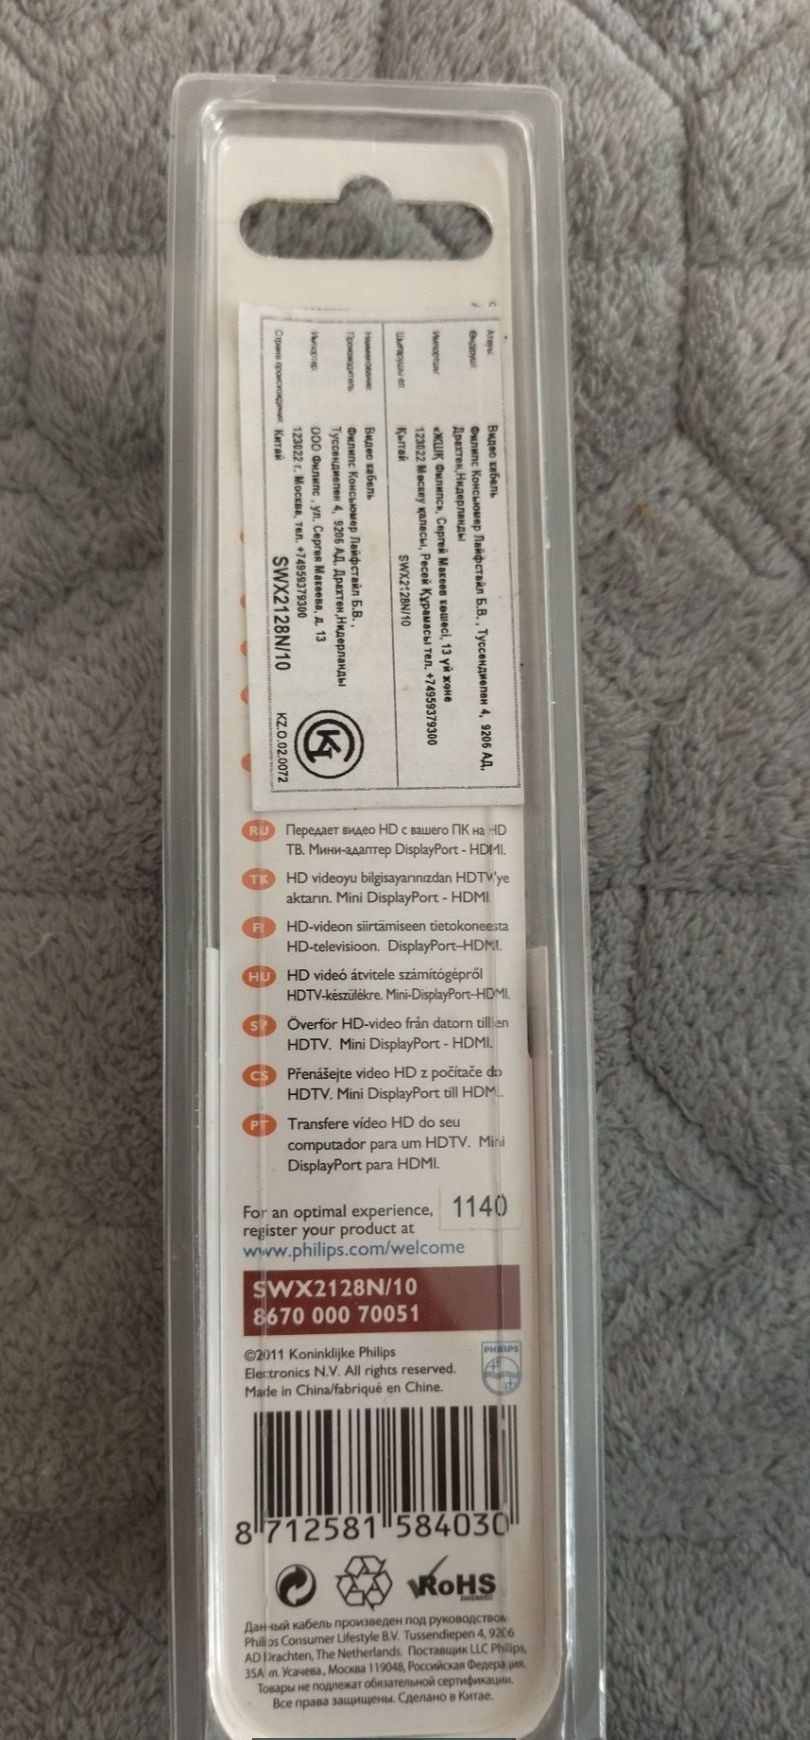 Атауы: Видео кабель
Өндіруші: Филипс Консьюмер Лайфстайл Б.В. , Туссендиепен 4, 9206 АД,
Драхтен,Нидерланды
Импортшы: «ЖШҚ Филипс», Сергей Макеев көшесі, 13 үй және
123022 Мәскеу қаласы, Ресей Құрамасы тел. +74959379300
Шығарушы ел: Қытай
SWX2128N/10
Наименование: Видео кабель
Производитель: Филипс Консьюмер Лайфстайл Б.В. ,
Туссендиепен 4, 9206 АД, Драхтен,Нидерланды
Импортер: ООО Филипс , ул. Сергея Макеева, д. 13
123022 г. Москва, тел. +74959379300
Страна происхождения: Китай
SWX2128N/10
KZ.O.02.0072
RU Передает видео HD с вашего ПК на HD
ТВ. Мини-адаптер DisplayPort - HDMI.
TK HD videoyu bilgisayarınızdan HDTV'ye
aktarın. Mini DisplayPort - HDMI
FI HD-videon siirtämiseen tietokoneesta
HD-televisioon. DisplayPort–HDMI.
HU HD videó átvitele számítógépről
HDTV-készülékre. Mini-DisplayPort–HDMI.
SV Överför HD-video från datorn till en
HDTV. Mini DisplayPort - HDMI.
CS Přenášejte video HD z počítače do
HDTV. Mini DisplayPort till HDMI.
PT Transfere vídeo HD do seu
computador para um HDTV. Mini
DisplayPort para HDMI.
For an optimal experience,
register your product at
www.philips.com/welcome
1140
SWX2128N/10
8670 000 70051
©2011 Koninklijke Philips
Electronics N.V. All rights reserved.
Made in China/fabriqué en Chine.
PHILIPS
8 712581 584030
RoHS
Данный кабель произведен под руководством
Philips Consumer Lifestyle B.V. Tussendiepen 4, 9206
AD Drachten, The Netherlands. Поставщик LLC Philips,
35А ул. Усачева, Москва 119048, Российская Федерация.
Товары не подлежат обязательной сертификации.
Все права защищены. Сделано в Китае.